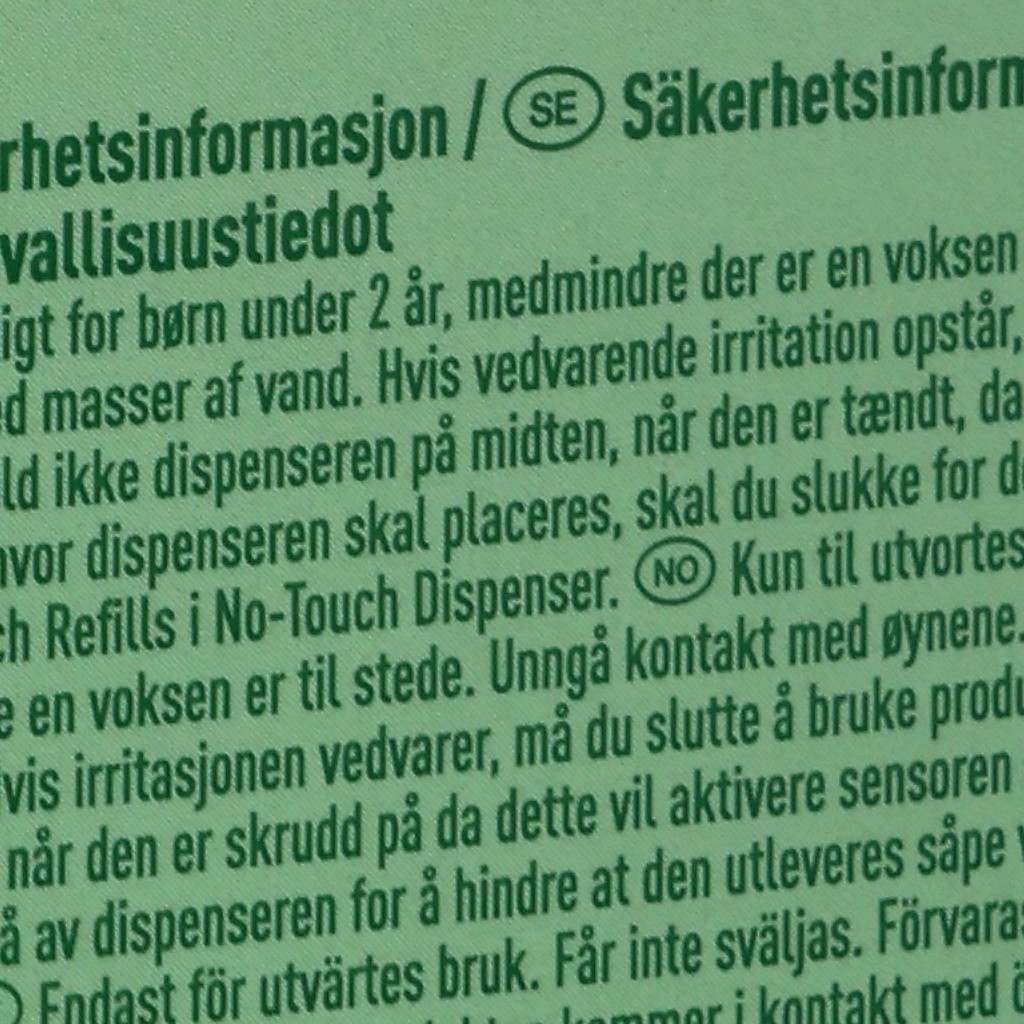 rhetsinformasjon / SE Säkerhetsinform
vallisuustiedot
igt for børn under 2 år, medmindre der er en voksen
d masser af vand. Hvis vedvarende irritation opstår,
ld ikke dispenseren på midten, når den er tændt, da
hvor dispenseren skal placeres, skal du slukke for d
ch Refills i No-Touch Dispenser. NO Kun til utvortes
e en voksen er til stede. Unngå kontakt med øynene.
vis irritasjonen vedvarer, må du slutte å bruke produ
når den er skrudd på da dette vil aktivere sensoren
å av dispenseren for å hindre at den utleveres såpe v
Endast för utvärtes bruk. Får inte sväljas. Förvaras
kommer i kontakt med ö